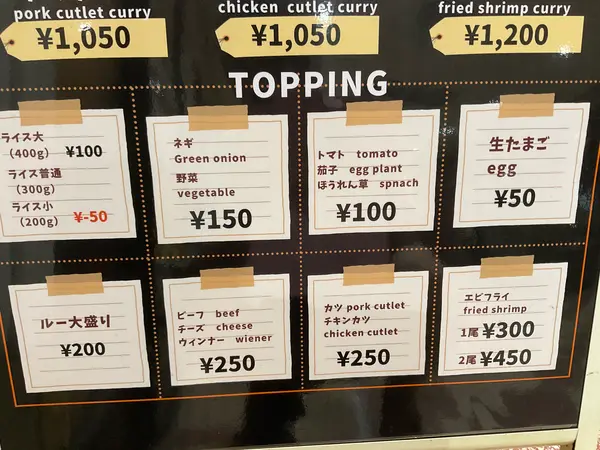 pork cutlet curry
¥1,050
chicken cutlet curry
¥1,050
fried shrimp curry
¥1,200
TOPPING
ライス大
(400g) ¥100
ライス普通
(300g)
ライス小
(200g) ¥-50
ネギ
Green onion
野菜
vegetable
¥150
トマト tomato
茄子 egg plant
ほうれん草 spnach
¥100
生たまご
egg
¥50
ルー大盛り
¥200
ビーフ beef
チーズ cheese
ウィンナー wiener
¥250
カツ pork cutlet
チキンカツ
chicken cutlet
¥250
エビフライ
fried shrimp
1尾 ¥300
2尾 ¥450